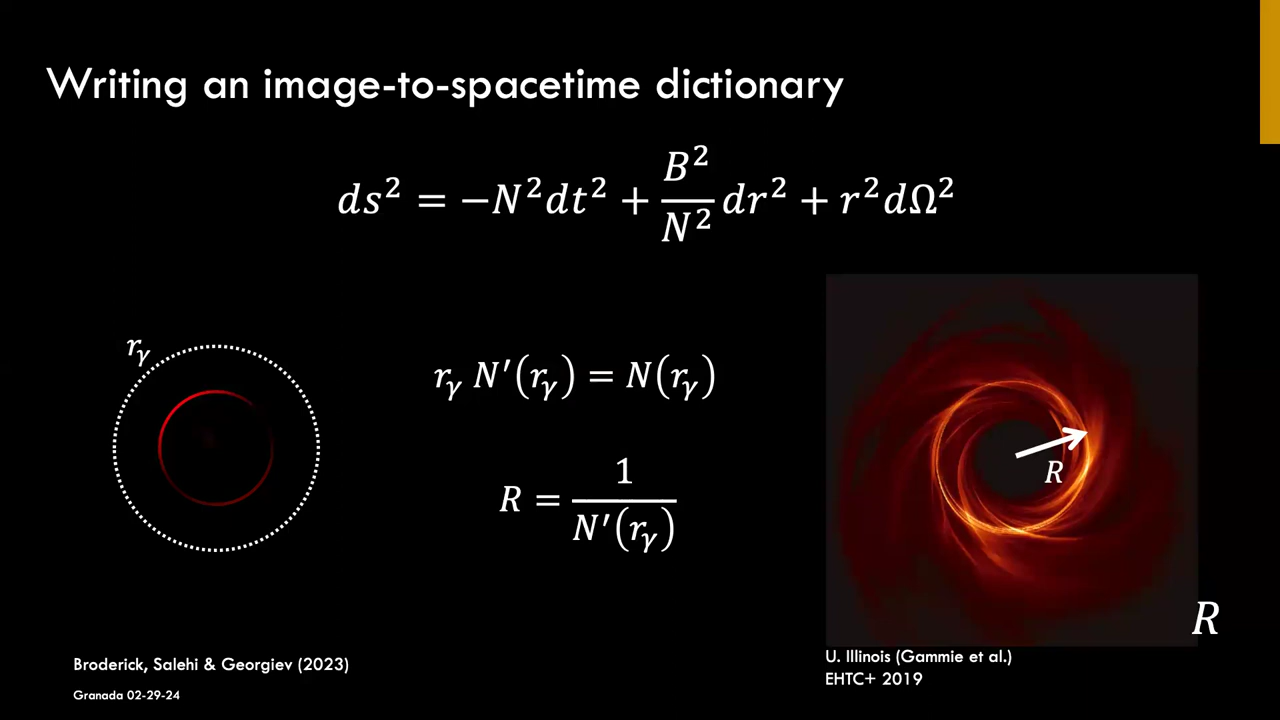 Writing an image-to-spacetime dictionary
ds² = −N²dt² + B²/N² dr² + r²dΩ²
r_γ
r_γ N′(r_γ) = N(r_γ)
R = 1/N′(r_γ)
R
R
Broderick, Salehi & Georgiev (2023)
Granada 02-29-24
U. Illinois (Gammie et al.)
EHTC+ 2019